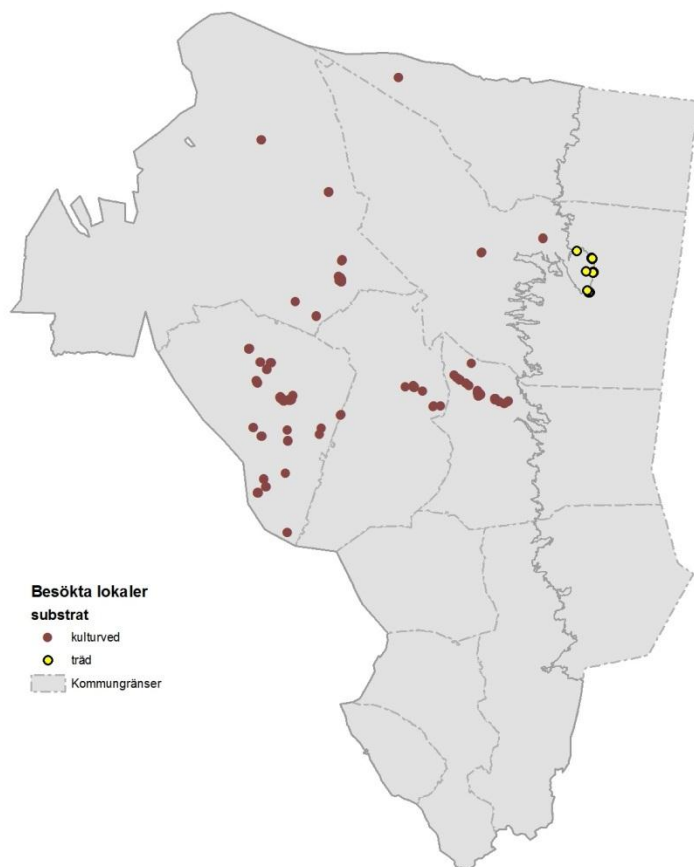 Besökta lokaler
substrat
kulturved
träd
Kommungränser